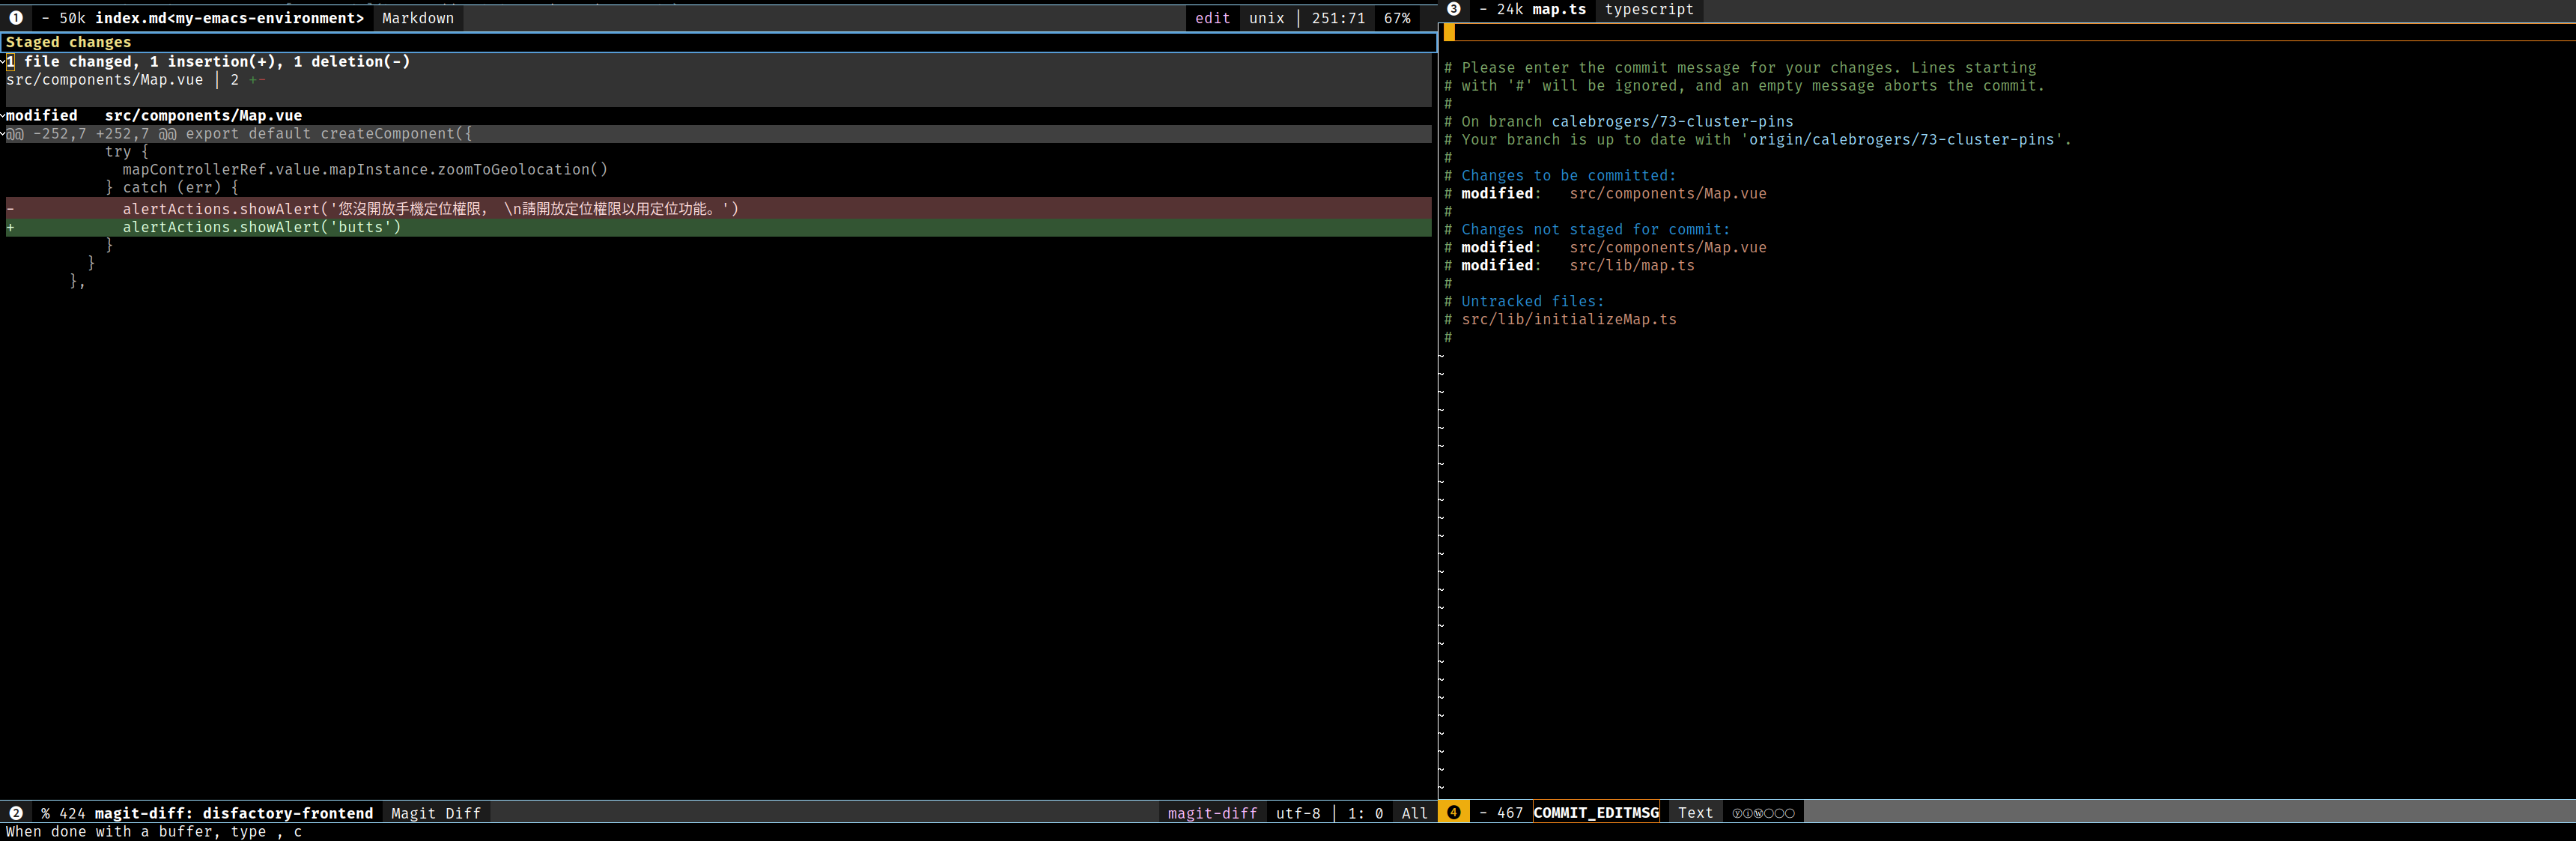 ❶ - 50k index.md<my-emacs-environment> Markdown edit unix | 251:71 67%
Staged changes
1 file changed, 1 insertion(+), 1 deletion(-)
src/components/Map.vue | 2 +-
modified   src/components/Map.vue
@@ -252,7 +252,7 @@ export default createComponent({
try {
mapControllerRef.value.mapInstance.zoomToGeolocation()
} catch (err) {
-            alertActions.showAlert('您沒開放手機定位權限， \n請開放定位權限以用定位功能。')
+            alertActions.showAlert('butts')
}
}
},
❷ % 424 magit-diff: disfactory-frontend Magit Diff magit-diff utf-8 | 1: 0 All
When done with a buffer, type , c
❸ - 24k map.ts typescript
# Please enter the commit message for your changes. Lines starting
# with '#' will be ignored, and an empty message aborts the commit.
#
# On branch calebrogers/73-cluster-pins
# Your branch is up to date with 'origin/calebrogers/73-cluster-pins'.
#
# Changes to be committed:
# modified:   src/components/Map.vue
#
# Changes not staged for commit:
# modified:   src/components/Map.vue
# modified:   src/lib/map.ts
#
# Untracked files:
# src/lib/initializeMap.ts
#
❹ - 467 COMMIT_EDITMSG Text ⓨⓘⓌ○○○